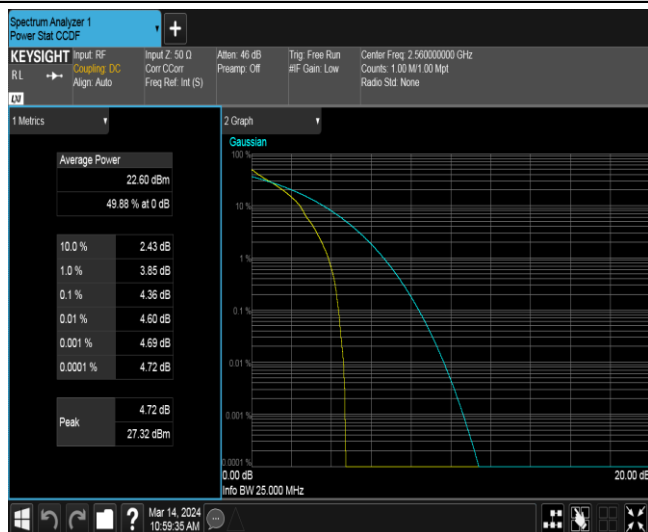 Spectrum Analyzer 1
Power Stat CCDF
+
KEYSIGHT
RL
LXI
Input: RF
Coupling: DC
Align: Auto
Input Z: 50 Ω
Corr CCorr
Freq Ref: Int (S)
Atten: 46 dB
Preamp: Off
Trig: Free Run
#IF Gain: Low
Center Freq: 2.560000000 GHz
Counts: 1.00 M/1.00 Mpt
Radio Std: None
1 Metrics
Average Power
22.60 dBm
49.88 % at 0 dB
10.0 % 2.43 dB
1.0 % 3.85 dB
0.1 % 4.36 dB
0.01 % 4.60 dB
0.001 % 4.69 dB
0.0001 % 4.72 dB
Peak
4.72 dB
27.32 dBm
2 Graph
Gaussian
100 %
10 %
1 %
0.1 %
0.01 %
0.001 %
0.0001 %
0.00 dB
20.00 dB
Info BW 25.000 MHz
?
Mar 14, 2024
10:59:35 AM